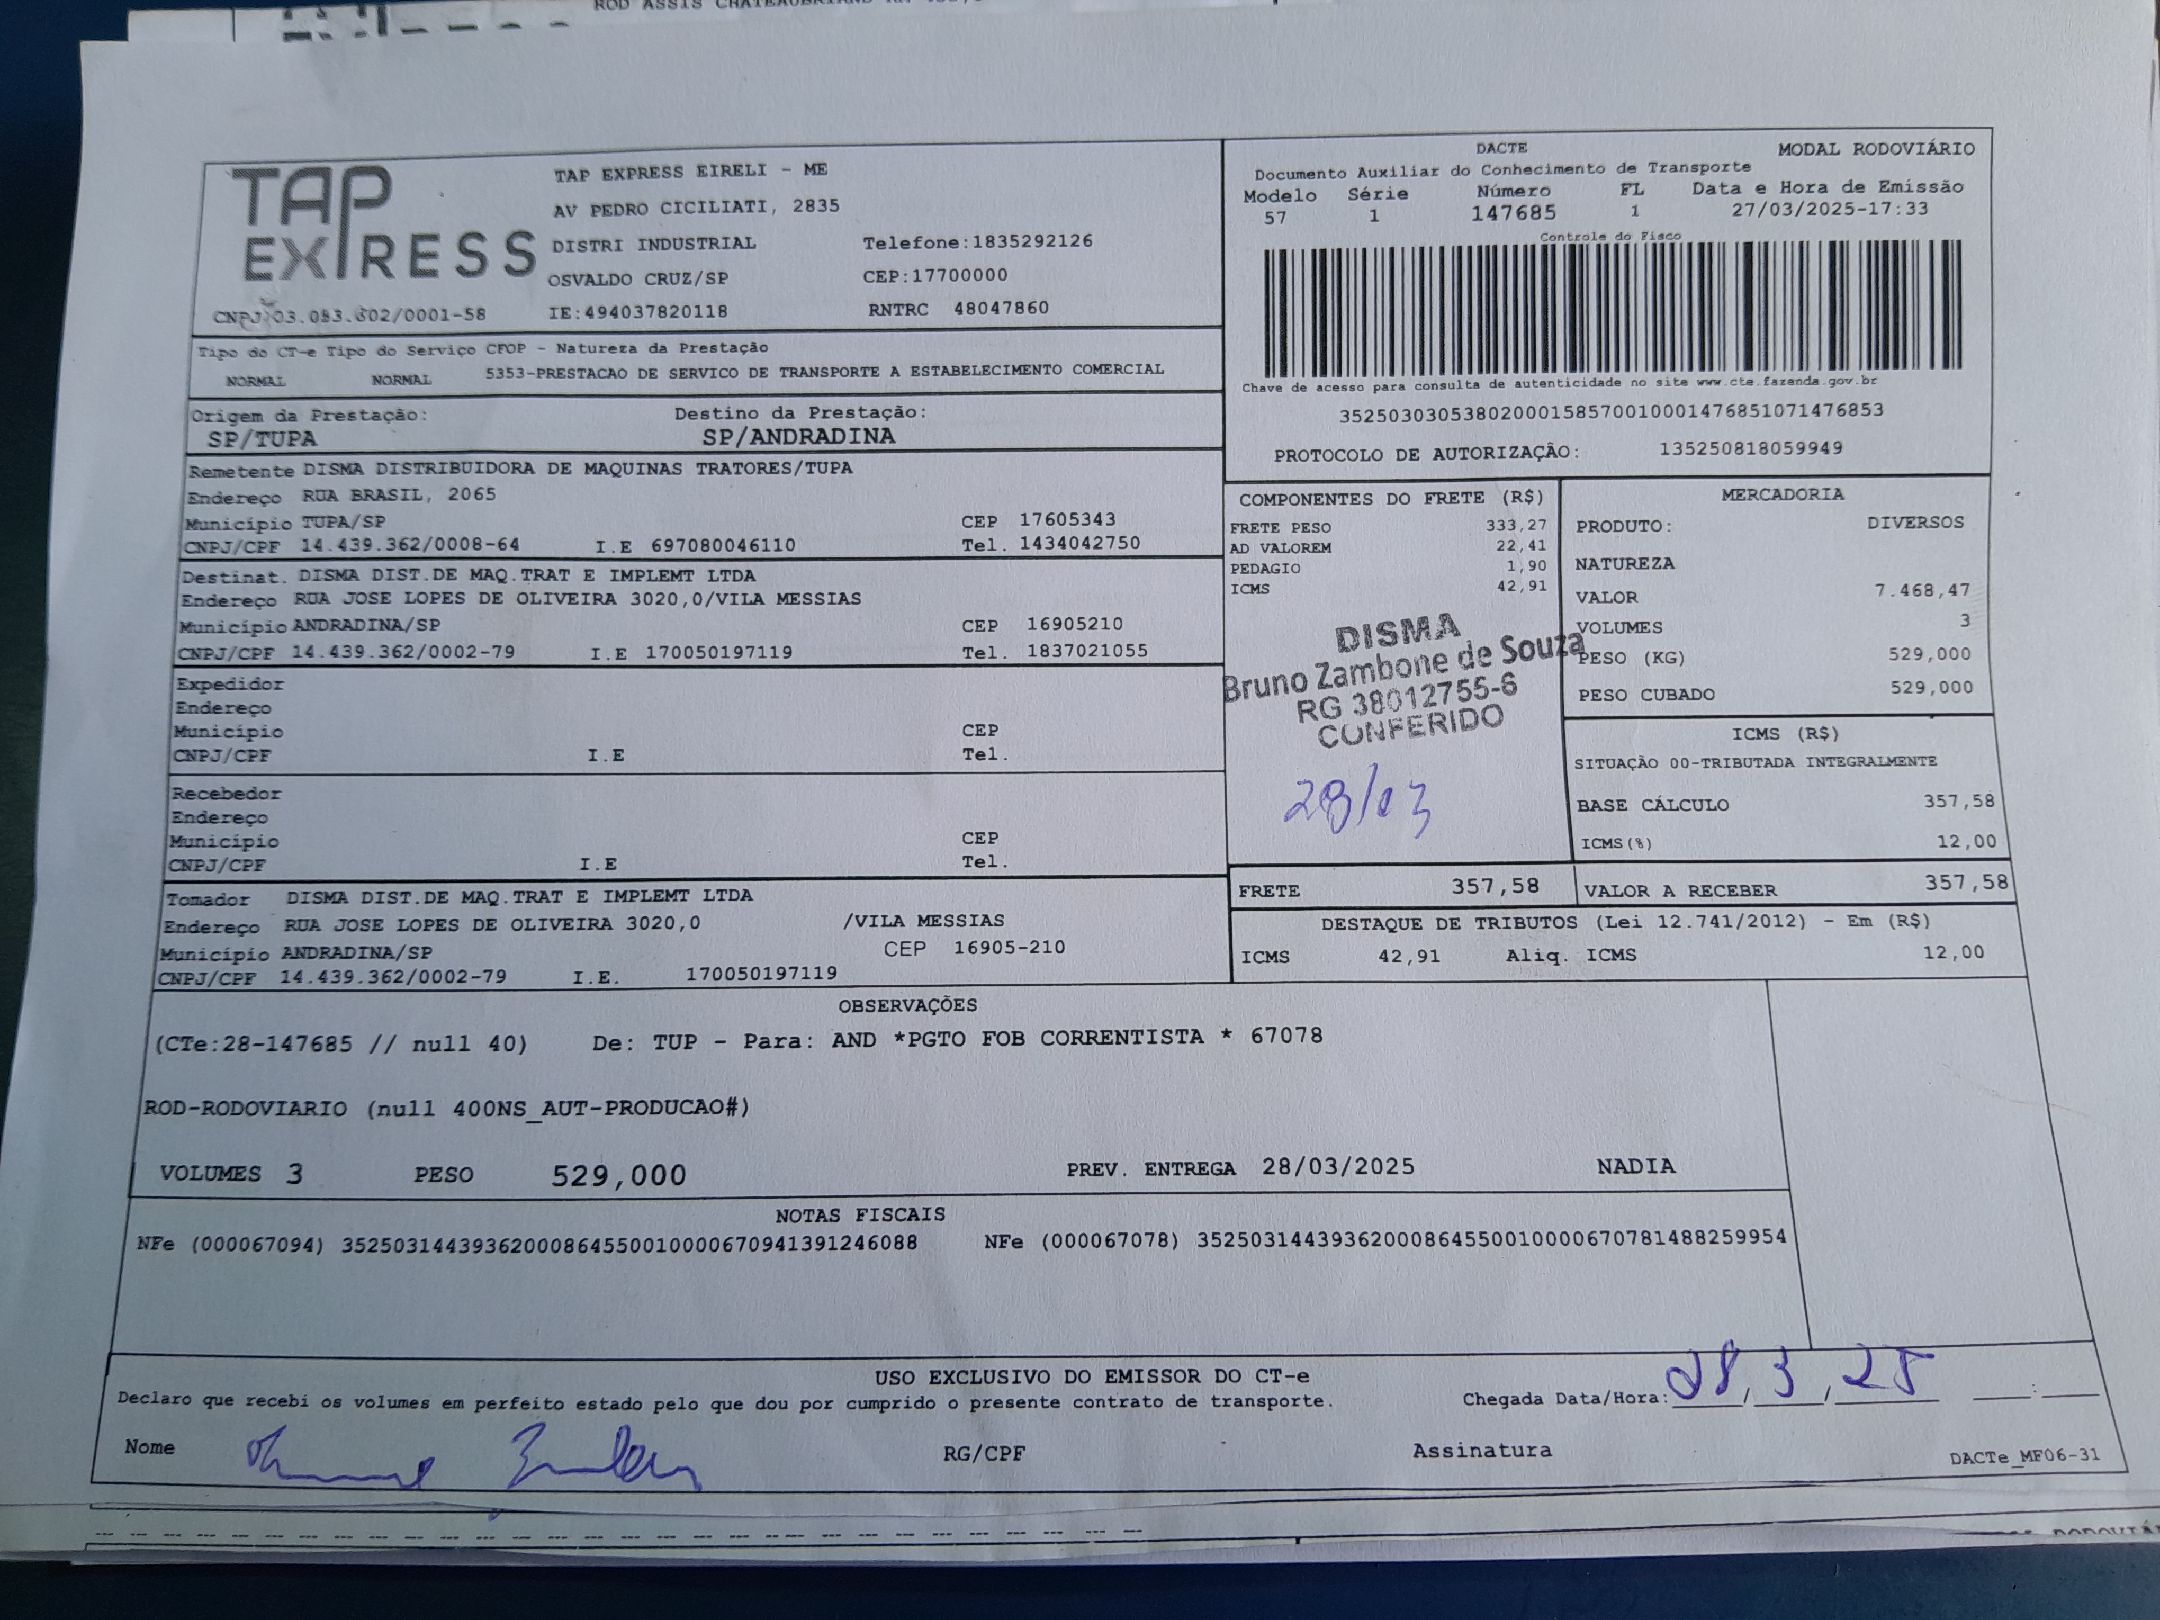 ROD ASSIS CHATEAUBRIAND
TAP EXPRESS
TAP EXPRESS EIRELI - ME
AV PEDRO CICILIATI, 2835
DISTRI INDUSTRIAL Telefone:1835292126
OSVALDO CRUZ/SP CEP:17700000
CNPJ 03.053.802/0001-58 IE:494037820118 RNTRC 48047860
DACTE MODAL RODOVIÁRIO
Documento Auxiliar do Conhecimento de Transporte
Modelo Série Número FL Data e Hora de Emissão
57 1 147685 1 27/03/2025-17:33
Controle do Fisco
Chave de acesso para consulta de autenticidade no site www.cte.fazenda.gov.br
35250303053802000158570010001476851071476853
PROTOCOLO DE AUTORIZAÇÃO: 135250818059949
Tipo do CT-e Tipo do Serviço CFOP - Natureza da Prestação
NORMAL NORMAL 5353-PRESTACAO DE SERVICO DE TRANSPORTE A ESTABELECIMENTO COMERCIAL
Origem da Prestação: Destino da Prestação:
SP/TUPA SP/ANDRADINA
Remetente DISMA DISTRIBUIDORA DE MAQUINAS TRATORES/TUPA
Endereço RUA BRASIL, 2065
Município TUPA/SP CEP 17605343
CNPJ/CPF 14.439.362/0008-64 I.E 697080046110 Tel. 1434042750
Destinat. DISMA DIST.DE MAQ.TRAT E IMPLEMT LTDA
Endereço RUA JOSE LOPES DE OLIVEIRA 3020,0/VILA MESSIAS
Município ANDRADINA/SP CEP 16905210
CNPJ/CPF 14.439.362/0002-79 I.E 170050197119 Tel. 1837021055
Expedidor
Endereço
Município CEP
CNPJ/CPF I.E Tel.
Recebedor
Endereço
Município CEP
CNPJ/CPF I.E Tel.
Tomador DISMA DIST.DE MAQ.TRAT E IMPLEMT LTDA
Endereço RUA JOSE LOPES DE OLIVEIRA 3020,0 /VILA MESSIAS
Município ANDRADINA/SP CEP 16905-210
CNPJ/CPF 14.439.362/0002-79 I.E. 170050197119
COMPONENTES DO FRETE (R$)
FRETE PESO 333,27
AD VALOREM 22,41
PEDAGIO 1,90
ICMS 42,91
DISMA
Bruno Zambone de Souza
RG 38012755-6
CONFERIDO
28/03
MERCADORIA
PRODUTO: DIVERSOS
NATUREZA
VALOR 7.468,47
VOLUMES 3
PESO (KG) 529,000
PESO CUBADO 529,000
ICMS (R$)
SITUAÇÃO 00-TRIBUTADA INTEGRALMENTE
BASE CÁLCULO 357,58
ICMS(%) 12,00
FRETE 357,58 VALOR A RECEBER 357,58
DESTAQUE DE TRIBUTOS (Lei 12.741/2012) - Em (R$)
ICMS 42,91 Aliq. ICMS 12,00
OBSERVAÇÕES
(CTe:28-147685 // null 40) De: TUP - Para: AND *PGTO FOB CORRENTISTA * 67078
ROD-RODOVIARIO (null 400NS_AUT-PRODUCAO#)
VOLUMES 3 PESO 529,000 PREV. ENTREGA 28/03/2025 NADIA
NOTAS FISCAIS
NFe (000067094) 35250314439362000864550010000670941391246088 NFe (000067078) 35250314439362000864550010000670781488259954
USO EXCLUSIVO DO EMISSOR DO CT-e
Declaro que recebi os volumes em perfeito estado pelo que dou por cumprido o presente contrato de transporte. Chegada Data/Hora: 28/3/25 __:__
Nome RG/CPF Assinatura DACTe_MF06-31